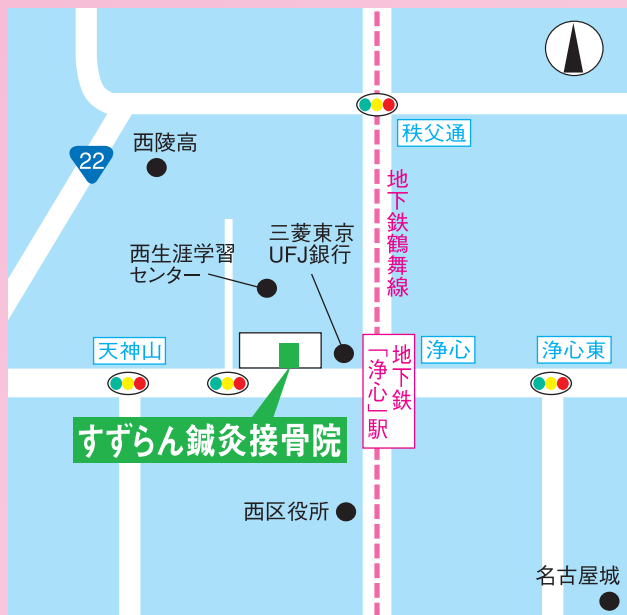 秩父通
西陵高
22
地下鉄鶴舞線
三菱東京
UFJ銀行
西生涯学習
センター
天神山
地下鉄
「浄心」駅
浄心
浄心東
すずらん鍼灸接骨院
西区役所
名古屋城